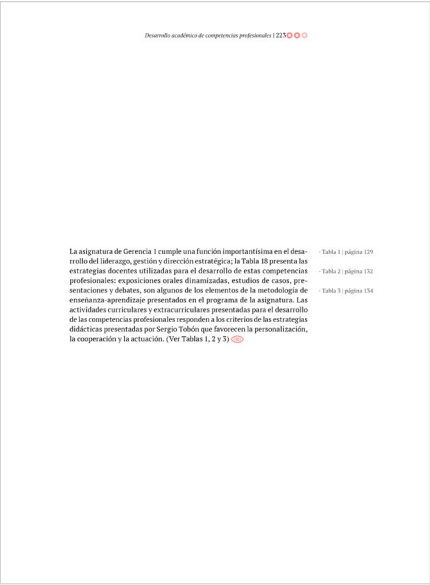 Desarrollo académico de competencias profesionales | 223
La asignatura de Gerencia 1 cumple una función importantísima en el desa-
rrollo del liderazgo, gestión y dirección estratégica; la Tabla 18 presenta las
estrategias docentes utilizadas para el desarrollo de estas competencias
profesionales: exposiciones orales dinamizadas, estudios de casos, pre-
sentaciones y debates, son algunos de los elementos de la metodología de
enseñanza-aprendizaje presentados en el programa de la asignatura. Las
actividades curriculares y extracurriculares presentadas para el desarrollo
de las competencias profesionales responden a los criterios de las estrategias
didácticas presentadas por Sergio Tobón que favorecen la personalización,
la cooperación y la actuación. (Ver Tablas 1, 2 y 3)
· Tabla 1 | página 129
· Tabla 2 | página 132
· Tabla 3 | página 134